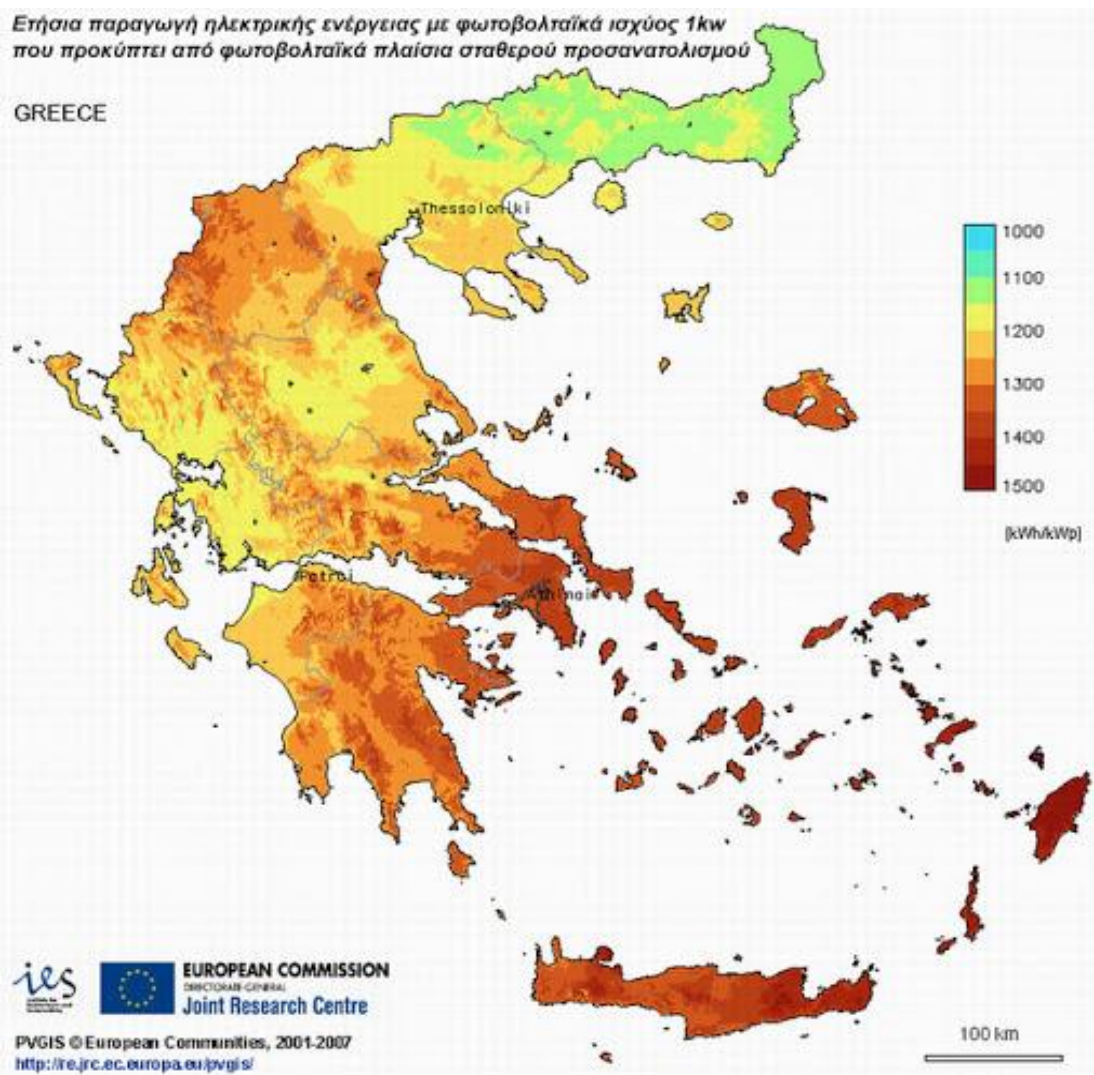 Ετήσια παραγωγή ηλεκτρικής ενέργειας με φωτοβολταϊκά ισχύος 1kw
που προκύπτει από φωτοβολταϊκά πλαίσια σταθερού προσανατολισμού
GREECE
Thessaloniki
1000
1100
1200
1300
1400
1500
[kWh/kWp]
Patrai
Athinai
ies
EUROPEAN COMMISSION
DIRECTORATE-GENERAL
Joint Research Centre
100 km
PVGIS © European Communities, 2001-2007
http://re.jrc.ec.europa.eu/pvgis/